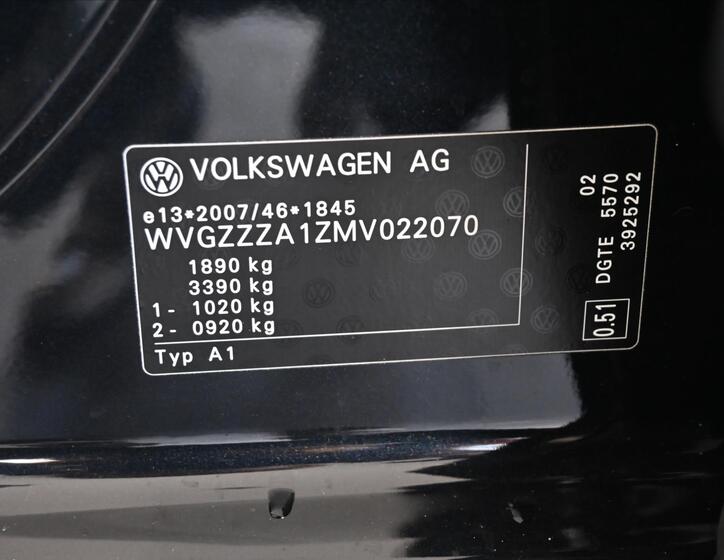 VOLKSWAGEN AG
e13*2007/46*1845
WVGZZZA1ZMV022070
1890 kg
3390 kg
1 - 1020 kg
2 - 0920 kg
Typ A1
02
DGTE 5570
0.51 3925292